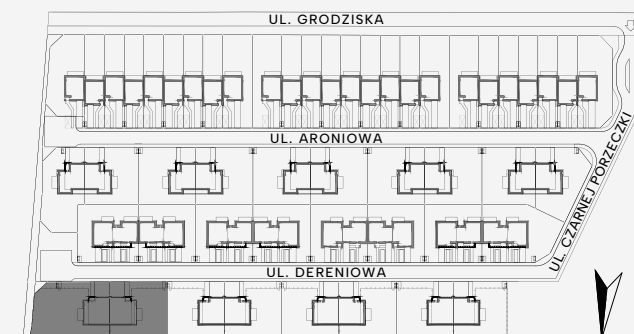 UL. GRODZISKA
UL. ARONIOWA
UL. CZARNEJ PORZECZKI
UL. DERENIOWA